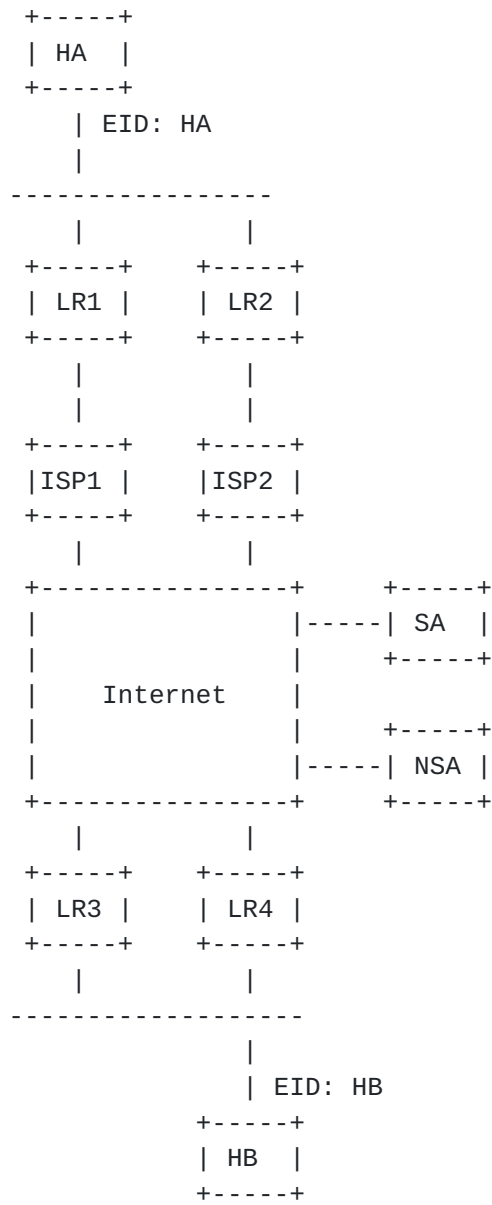 HA
EID: HA
LR1 LR2
ISP1 ISP2
SA
Internet
NSA
LR3 LR4
EID: HB
HB